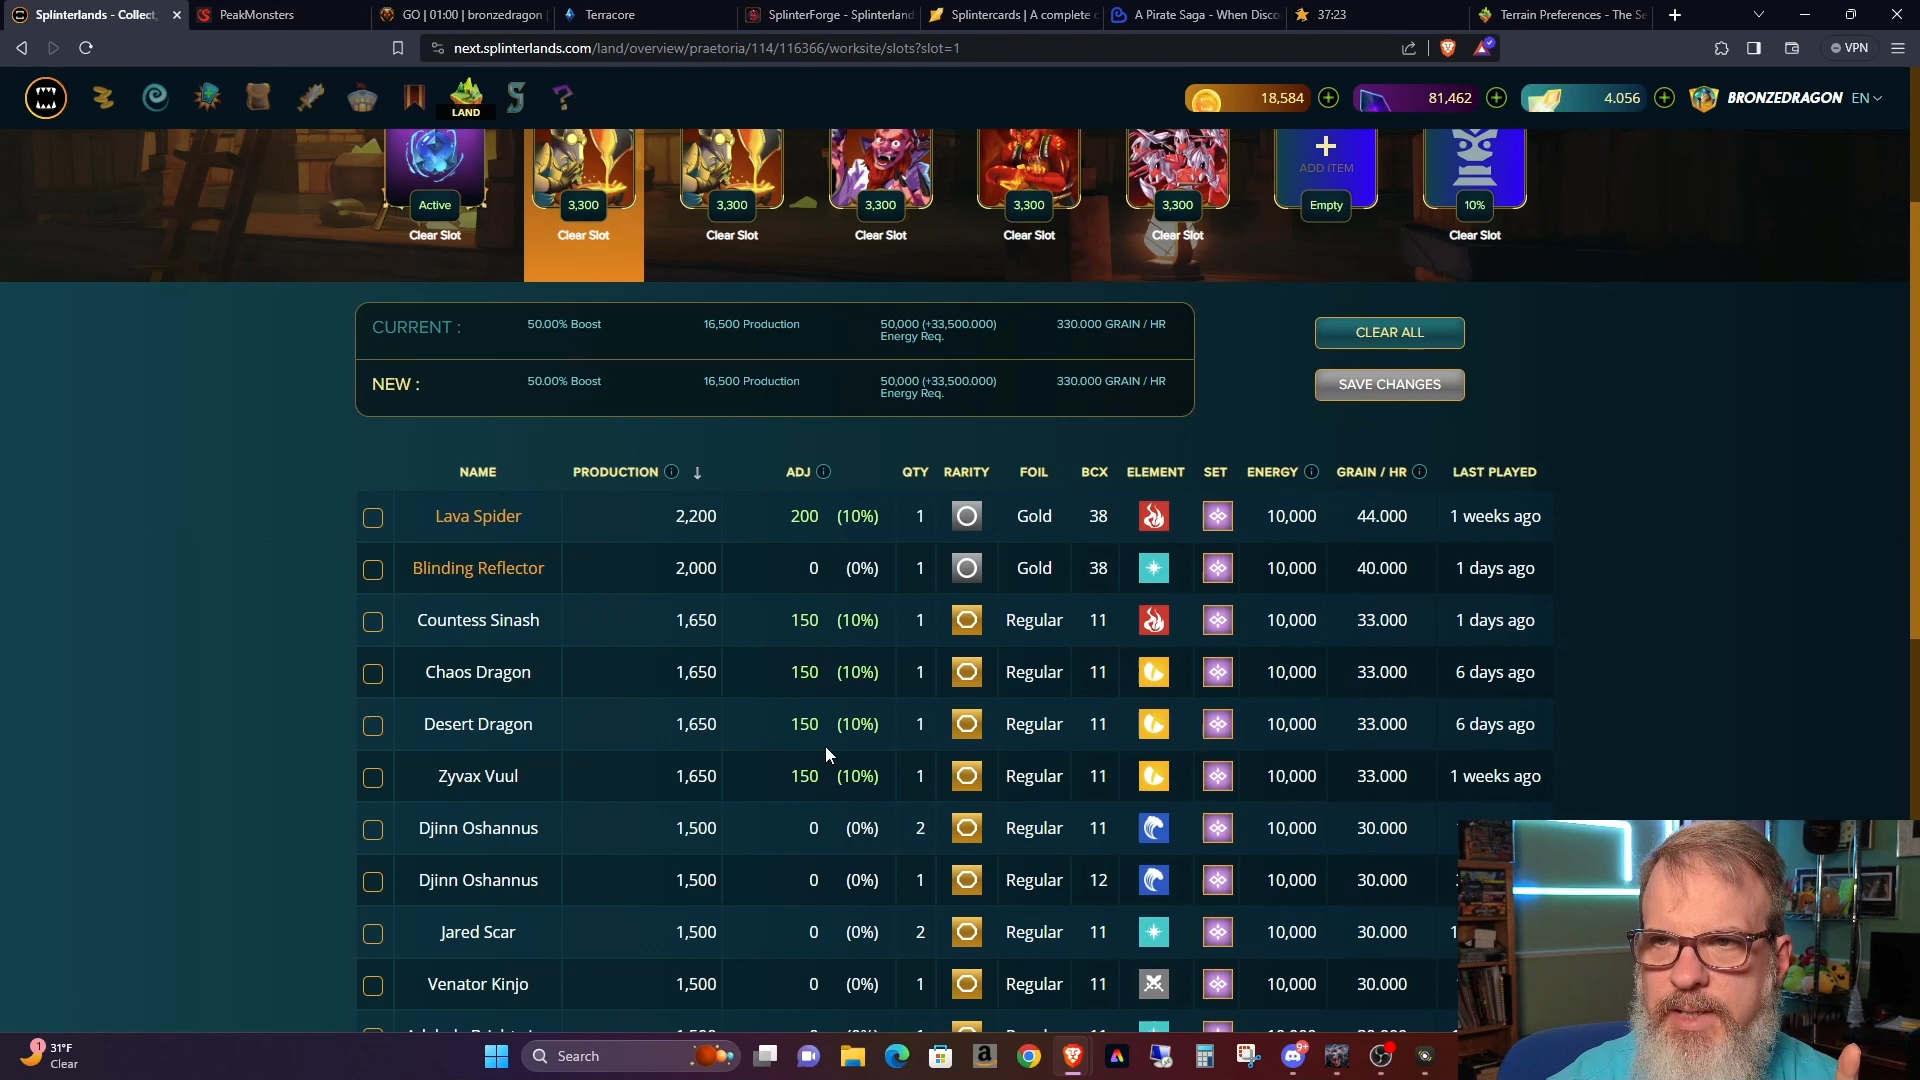 Splinterlands - Collect,
PeakMonsters
GO | 01:00 | bronzedragon
Terracore
SplinterForge - Splinterland
Splintercards | A complete c
A Pirate Saga - When Disco
37:23
Terrain Preferences - The Se
next.splinterlands.com/land/overview/praetoria/114/116366/worksite/slots?slot=1
VPN
LAND
18,584
81,462
4.056
BRONZEDRAGON
EN
ADD ITEM
Active
3,300
3,300
3,300
3,300
3,300
Empty
10%
Clear Slot
Clear Slot
Clear Slot
Clear Slot
Clear Slot
Clear Slot
Clear Slot
CURRENT :
50.00% Boost
16,500 Production
50,000 (+33,500.000)
Energy Req.
330.000 GRAIN / HR
NEW :
50.00% Boost
16,500 Production
50,000 (+33,500.000)
Energy Req.
330.000 GRAIN / HR
CLEAR ALL
SAVE CHANGES
NAME PRODUCTION ADJ QTY RARITY FOIL BCX ELEMENT SET ENERGY GRAIN / HR LAST PLAYED
Lava Spider 2,200 200 (10%) 1 Gold 38 10,000 44.000 1 weeks ago
Blinding Reflector 2,000 0 (0%) 1 Gold 38 10,000 40.000 1 days ago
Countess Sinash 1,650 150 (10%) 1 Regular 11 10,000 33.000 1 days ago
Chaos Dragon 1,650 150 (10%) 1 Regular 11 10,000 33.000 6 days ago
Desert Dragon 1,650 150 (10%) 1 Regular 11 10,000 33.000 6 days ago
Zyvax Vuul 1,650 150 (10%) 1 Regular 11 10,000 33.000 1 weeks ago
Djinn Oshannus 1,500 0 (0%) 2 Regular 11 10,000 30.000
Djinn Oshannus 1,500 0 (0%) 1 Regular 12 10,000 30.000
Jared Scar 1,500 0 (0%) 2 Regular 11 10,000 30.000 1
Venator Kinjo 1,500 0 (0%) 1 Regular 11 10,000 30.000
1
31°F
Clear
Search
9+